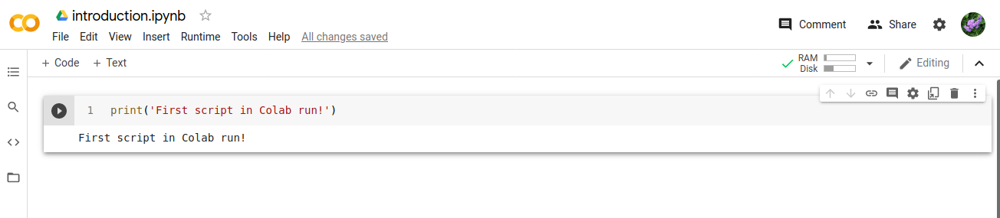 introduction.ipynb
File Edit View Insert Runtime Tools Help All changes saved
Comment Share
+ Code + Text
RAM
Disk
Editing
1 print('First script in Colab run!')
First script in Colab run!